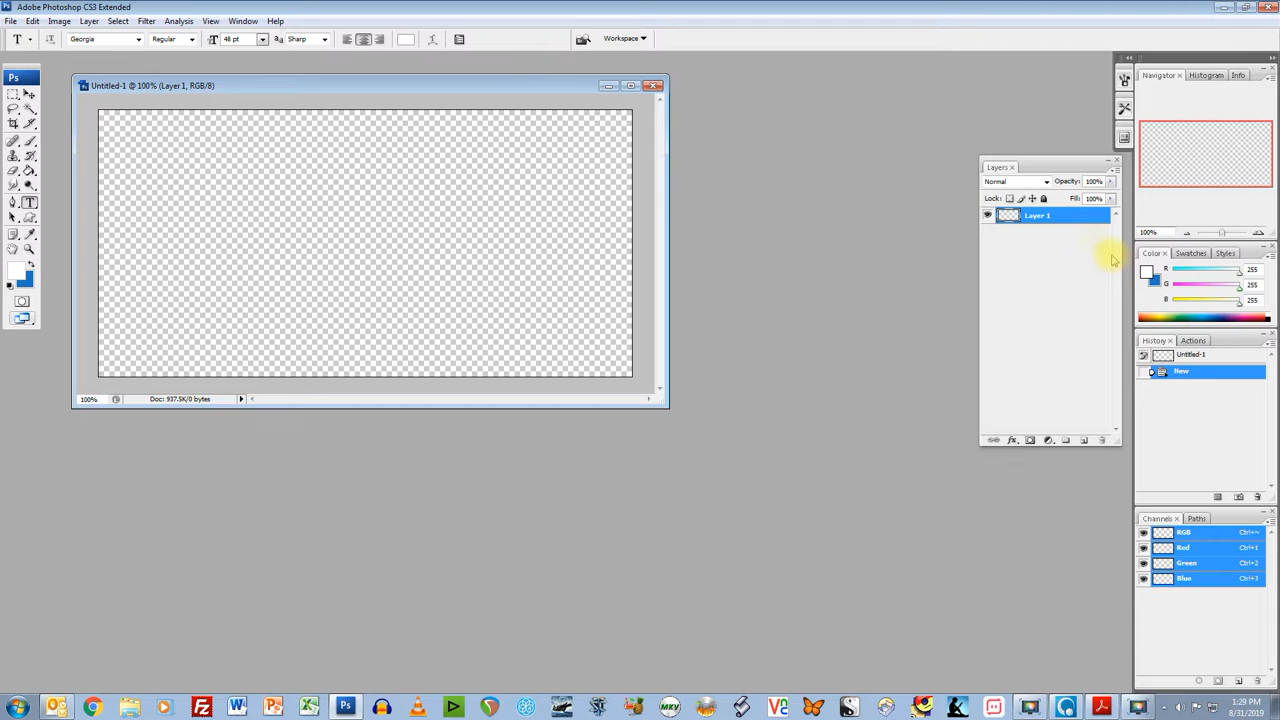 Ps Adobe Photoshop CS3 Extended
File Edit Image Layer Select Filter Analysis View Window Help
T Georgia Regular T 48 pt aa Sharp Workspace
Ps
Untitled-1 @ 100% (Layer 1, RGB/8)
100% Doc: 937.5K/0 bytes
Layers
Normal Opacity: 100%
Lock: Fill: 100%
Layer 1
fx
Navigator Histogram Info
100%
Color Swatches Styles
R 255
G 255
B 255
History Actions
Untitled-1
New
Channels Paths
RGB Ctrl+~
Red Ctrl+1
Green Ctrl+2
Blue Ctrl+3
1:29 PM
8/31/2019